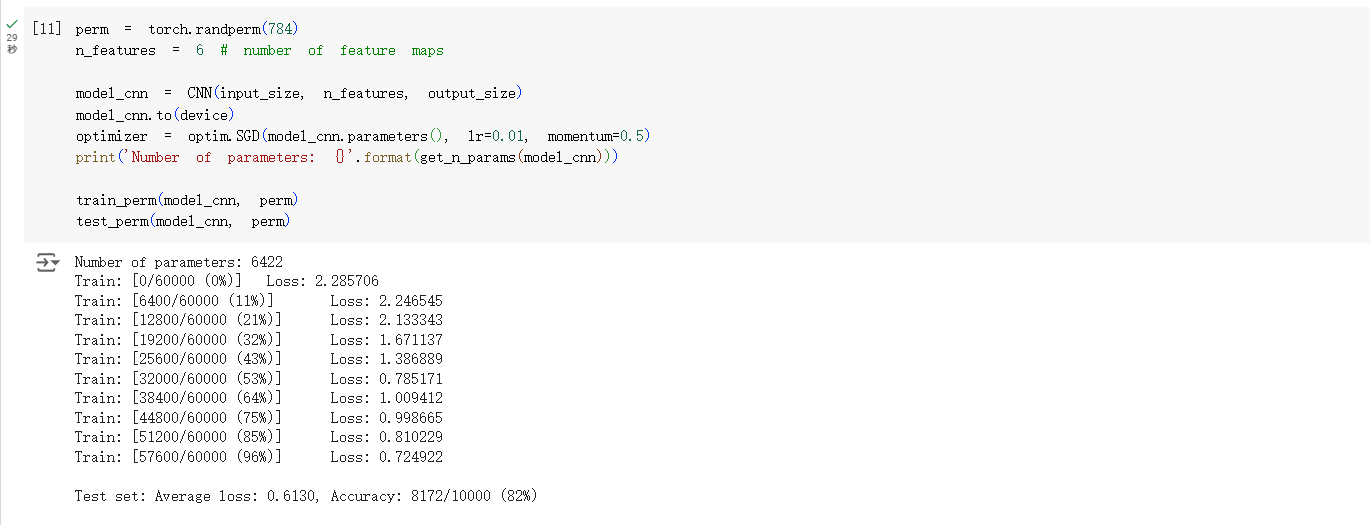 [11] perm = torch.randperm(784)
29
秒
n_features = 6 # number of feature maps
model_cnn = CNN(input_size, n_features, output_size)
model_cnn.to(device)
optimizer = optim.SGD(model_cnn.parameters(), lr=0.01, momentum=0.5)
print('Number of parameters: {}'.format(get_n_params(model_cnn)))
train_perm(model_cnn, perm)
test_perm(model_cnn, perm)
Number of parameters: 6422
Train: [0/60000 (0%)] Loss: 2.285706
Train: [6400/60000 (11%)] Loss: 2.246545
Train: [12800/60000 (21%)] Loss: 2.133343
Train: [19200/60000 (32%)] Loss: 1.671137
Train: [25600/60000 (43%)] Loss: 1.386889
Train: [32000/60000 (53%)] Loss: 0.785171
Train: [38400/60000 (64%)] Loss: 1.009412
Train: [44800/60000 (75%)] Loss: 0.998665
Train: [51200/60000 (85%)] Loss: 0.810229
Train: [57600/60000 (96%)] Loss: 0.724922
Test set: Average loss: 0.6130, Accuracy: 8172/10000 (82%)